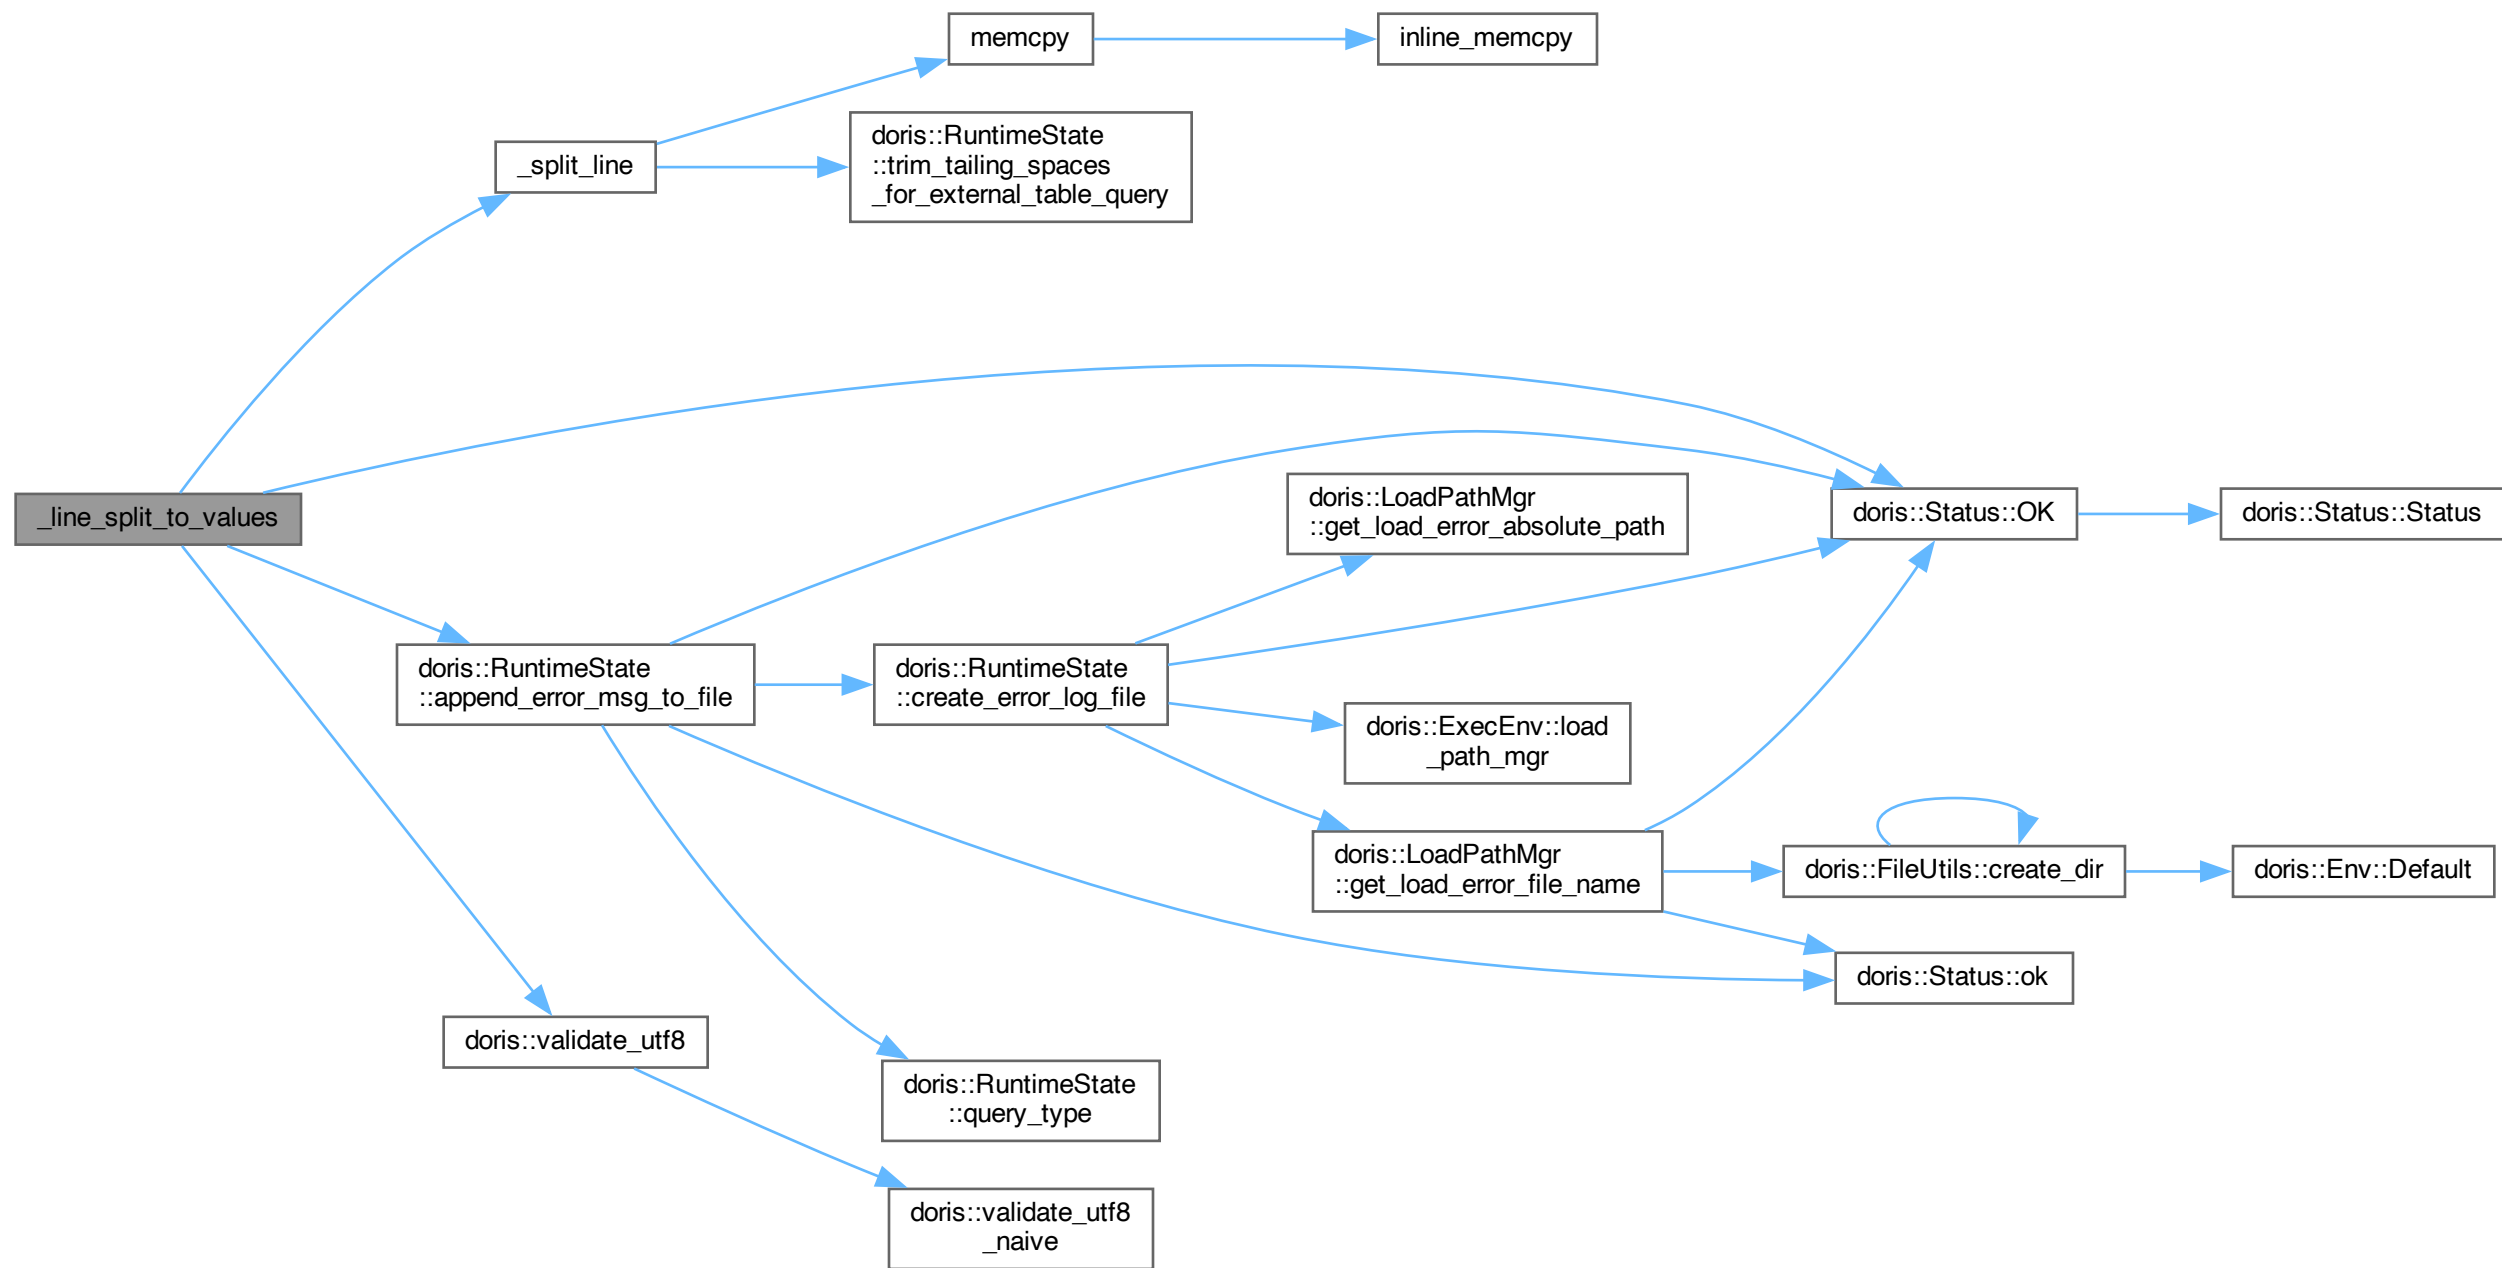 memcpy
inline_memcpy
doris::RuntimeState
::trim_tailing_spaces
_for_external_table_query
_split_line
_line_split_to_values
doris::LoadPathMgr
::get_load_error_absolute_path
doris::Status::OK
doris::Status::Status
doris::RuntimeState
::append_error_msg_to_file
doris::RuntimeState
::create_error_log_file
doris::ExecEnv::load
_path_mgr
doris::LoadPathMgr
::get_load_error_file_name
doris::FileUtils::create_dir
doris::Env::Default
doris::Status::ok
doris::validate_utf8
doris::RuntimeState
::query_type
doris::validate_utf8
_naive